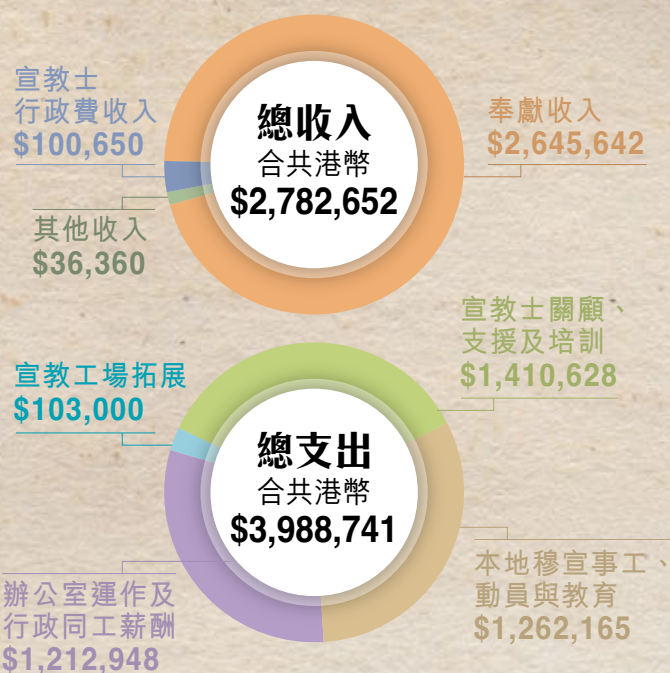 宣教士
行政費收入
$100,650
總收入
合共港幣
$2,782,652
奉獻收入
$2,645,642
其他收入
$36,360
宣教士關顧、
支援及培訓
$1,410,628
宣教工場拓展
$103,000
總支出
合共港幣
$3,988,741
本地穆宣事工、
動員與教育
$1,262,165
辦公室運作及
行政同工薪酬
$1,212,948